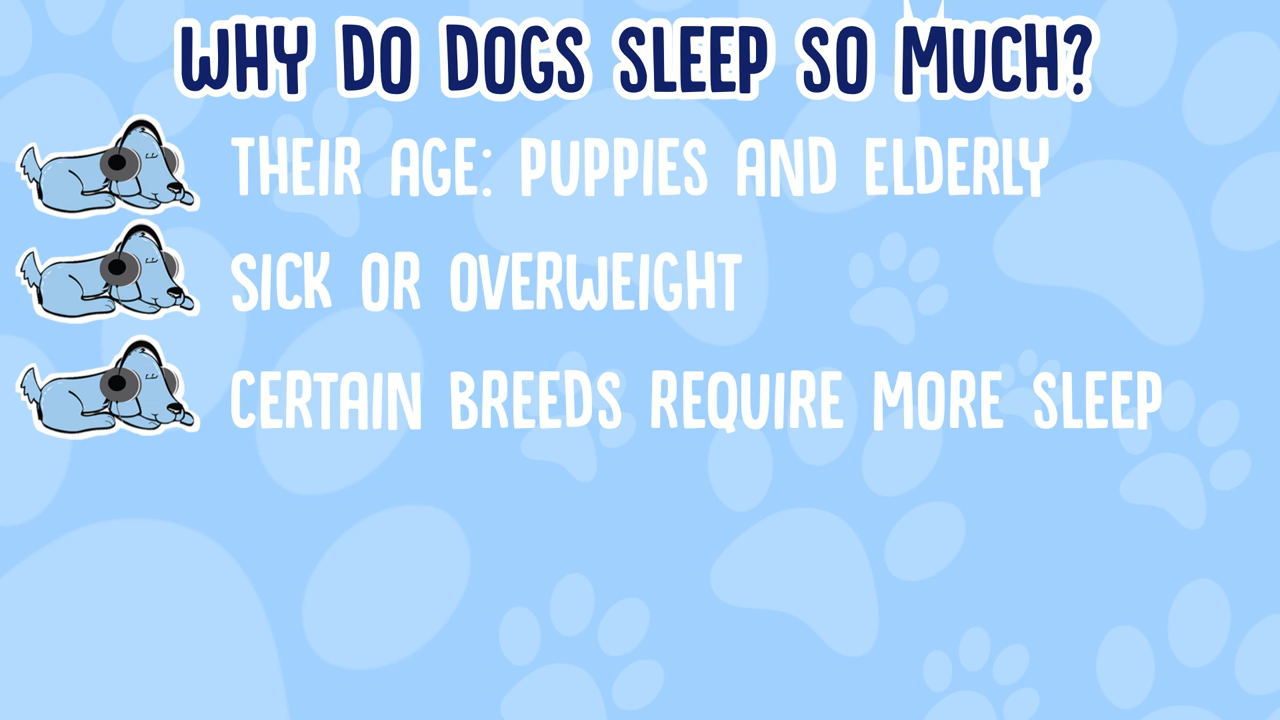 WHY DO DOGS SLEEP SO MUCH?
THEIR AGE: PUPPIES AND ELDERLY
SICK OR OVERWEIGHT
CERTAIN BREEDS REQUIRE MORE SLEEP